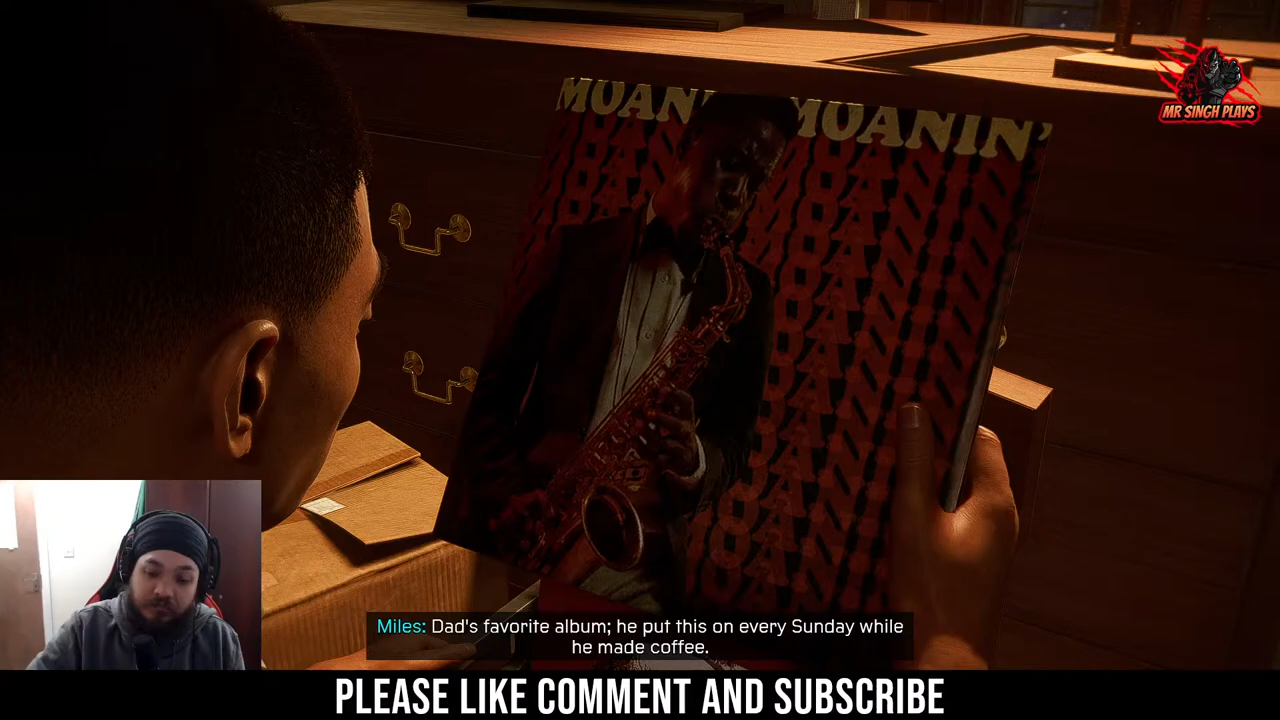 MOANIN'
MOANIN'
MR SINGH PLAYS
Miles: Dad's favorite album; he put this on every Sunday while
he made coffee.
PLEASE LIKE COMMENT AND SUBSCRIBE